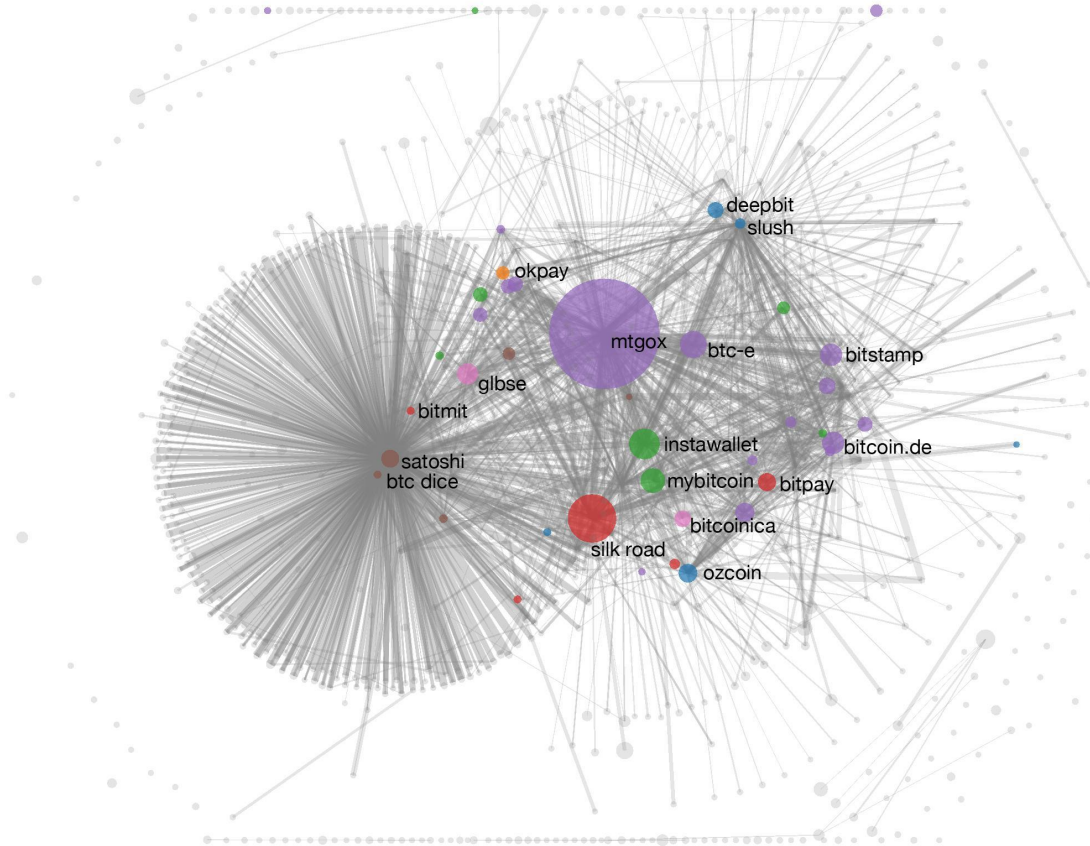 deepbit
slush
okpay
mtgox
btc-e
bitstamp
glbse
bitmit
instawallet
bitcoin.de
satoshi
btc dice
mybitcoin
bitpay
bitcoinica
silk road
ozcoin